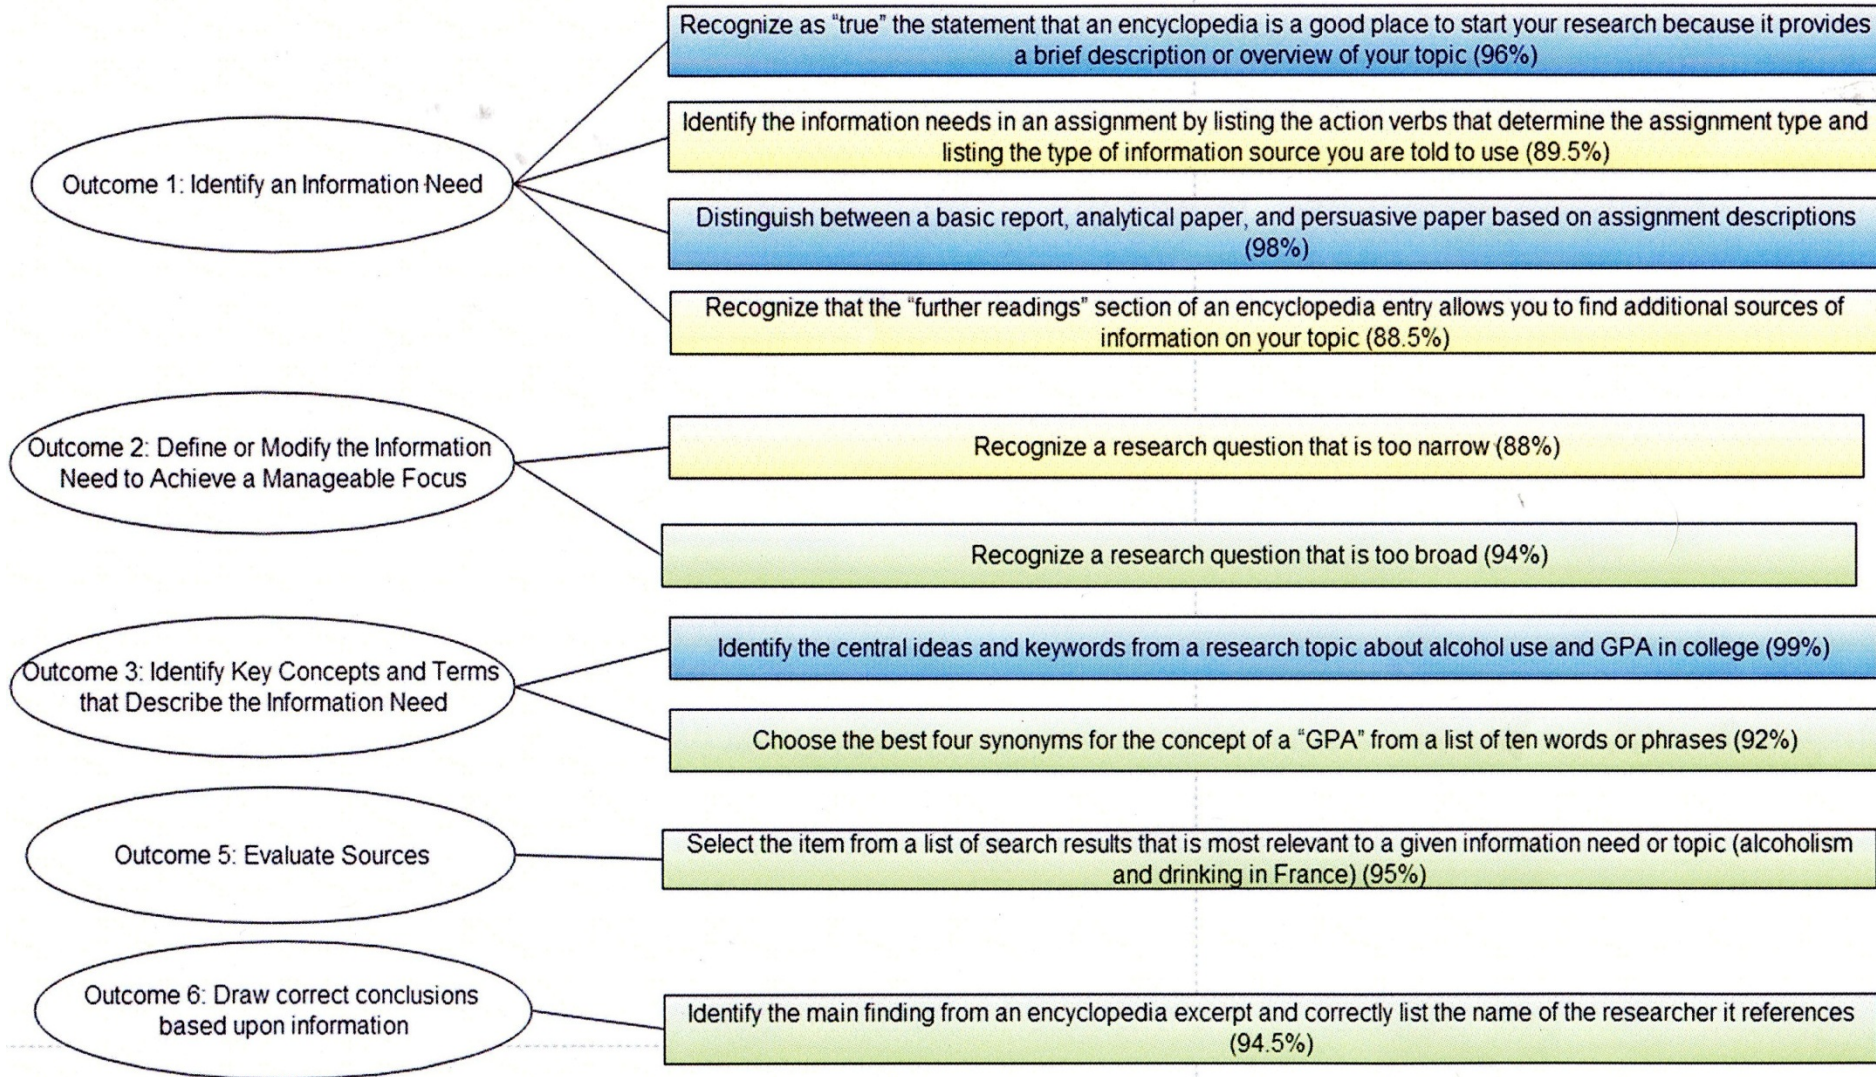 Recognize as "true" the statement that an encyclopedia is a good place to start your research because it provides
a brief description or overview of your topic (96%)
Identify the information needs in an assignment by listing the action verbs that determine the assignment type and
listing the type of information source you are told to use (89.5%)
Outcome 1: Identify an Information Need
Distinguish between a basic report, analytical paper, and persuasive paper based on assignment descriptions
(98%)
Recognize that the "further readings" section of an encyclopedia entry allows you to find additional sources of
information on your topic (88.5%)
Outcome 2: Define or Modify the Information
Need to Achieve a Manageable Focus
Recognize a research question that is too narrow (88%)
Recognize a research question that is too broad (94%)
Outcome 3: Identify Key Concepts and Terms
that Describe the Information Need
Identify the central ideas and keywords from a research topic about alcohol use and GPA in college (99%)
Choose the best four synonyms for the concept of a "GPA" from a list of ten words or phrases (92%)
Outcome 5: Evaluate Sources
Select the item from a list of search results that is most relevant to a given information need or topic (alcoholism
and drinking in France) (95%)
Outcome 6: Draw correct conclusions
based upon information
Identify the main finding from an encyclopedia excerpt and correctly list the name of the researcher it references
(94.5%)